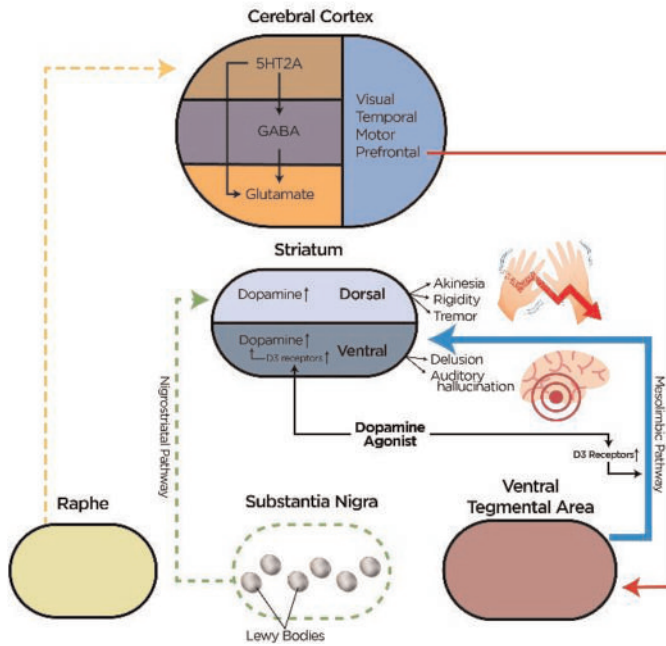 Cerebral Cortex
5HT2A
GABA
Glutamate
Visual
Temporal
Motor
Prefrontal
Striatum
Dopamine↑ Dorsal
Akinesia
Rigidity
Tremor
Dopamine↑
D3 receptors↑
Ventral
Delusion
Auditory
hallucination
Nigrostriatal Pathway
Mesolimbic Pathway
Dopamine
Agonist
D3 Receptors↑
Raphe
Substantia Nigra
Ventral
Tegmental Area
Lewy Bodies